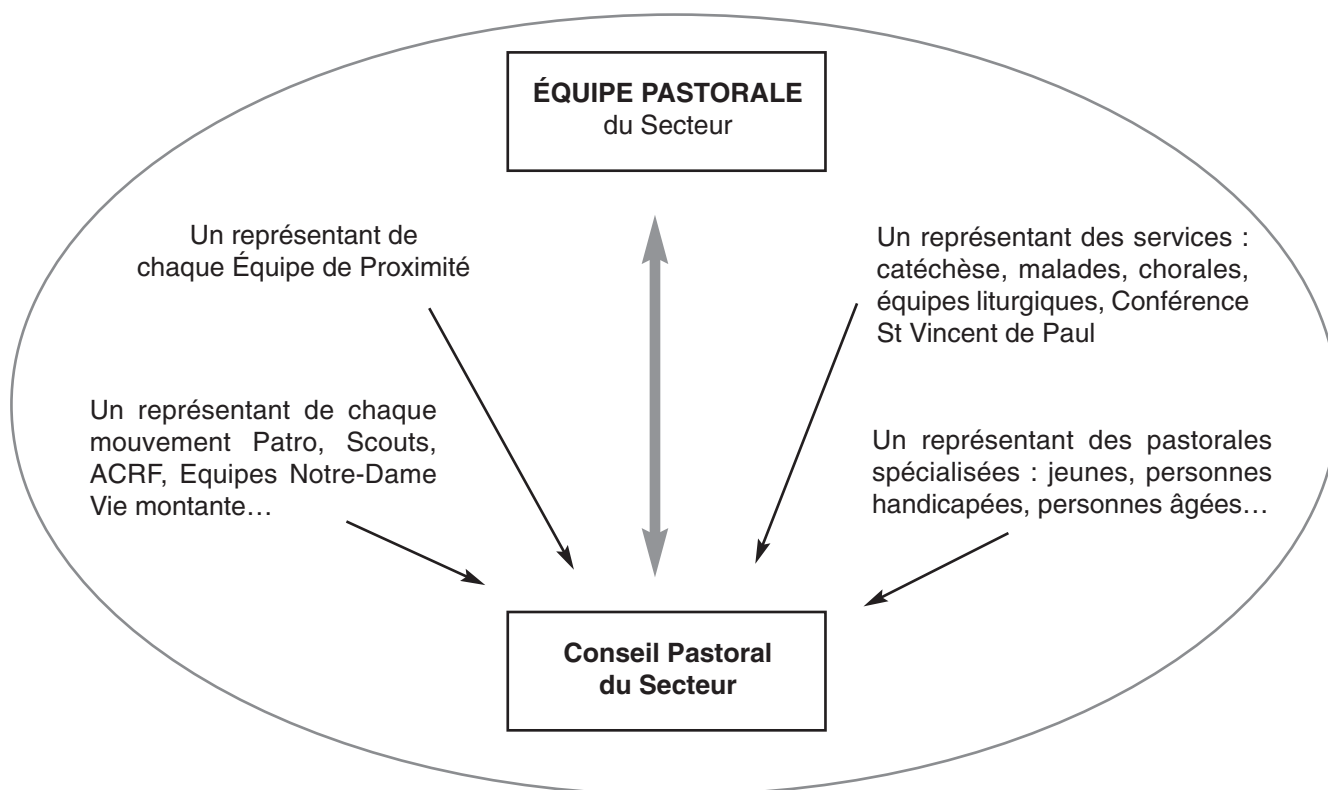 ÉQUIPE PASTORALE
du Secteur
Un représentant de
chaque Équipe de Proximité
Un représentant des services :
catéchèse, malades, chorales,
équipes liturgiques, Conférence
St Vincent de Paul
Un représentant de chaque
mouvement Patro, Scouts,
ACRF, Equipes Notre-Dame
Vie montante…
Un représentant des pastorales
spécialisées : jeunes, personnes
handicapées, personnes âgées…
Conseil Pastoral
du Secteur